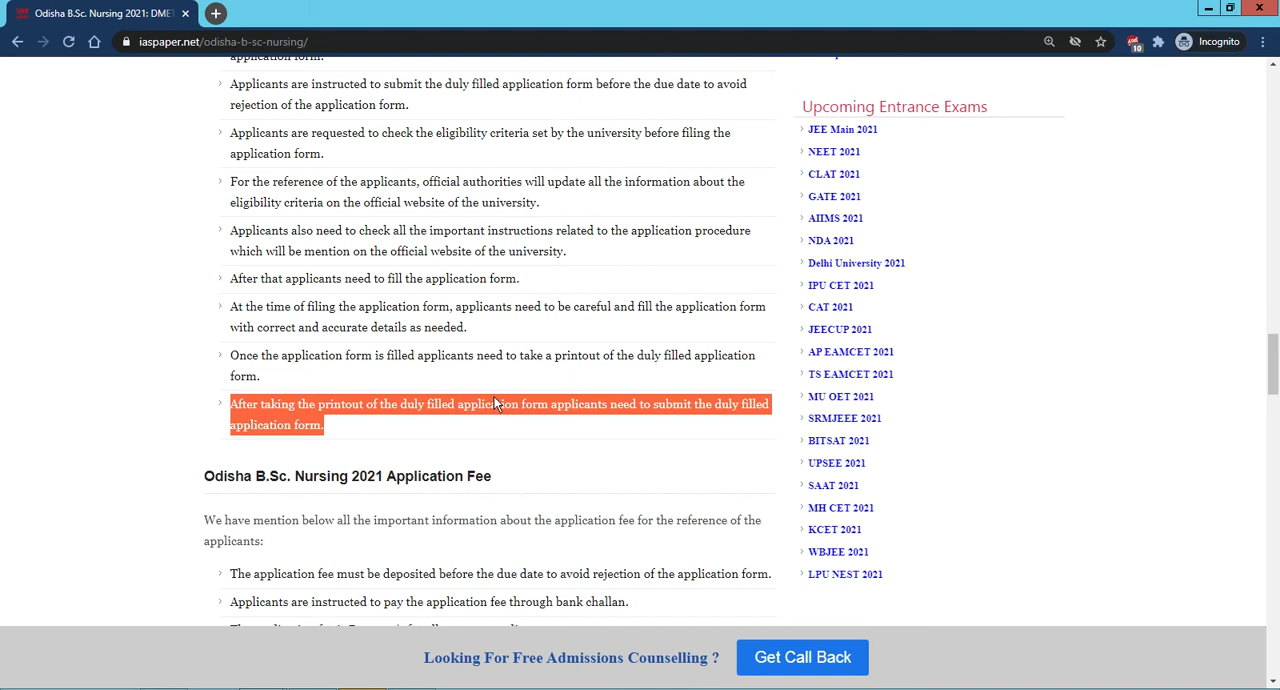 Odisha B.Sc. Nursing 2021: DMET
iaspaper.net/odisha-b-sc-nursing/
10
Incognito
application form.
Applicants are instructed to submit the duly filled application form before the due date to avoid
rejection of the application form.
Applicants are requested to check the eligibility criteria set by the university before filing the
application form.
For the reference of the applicants, official authorities will update all the information about the
eligibility criteria on the official website of the university.
Applicants also need to check all the important instructions related to the application procedure
which will be mention on the official website of the university.
After that applicants need to fill the application form.
At the time of filing the application form, applicants need to be careful and fill the application form
with correct and accurate details as needed.
Once the application form is filled applicants need to take a printout of the duly filled application
form.
After taking the printout of the duly filled application form applicants need to submit the duly filled
application form.
Odisha B.Sc. Nursing 2021 Application Fee
We have mention below all the important information about the application fee for the reference of the
applicants:
The application fee must be deposited before the due date to avoid rejection of the application form.
Applicants are instructed to pay the application fee through bank challan.
Upcoming Entrance Exams
JEE Main 2021
NEET 2021
CLAT 2021
GATE 2021
AIIMS 2021
NDA 2021
Delhi University 2021
IPU CET 2021
CAT 2021
JEECUP 2021
AP EAMCET 2021
TS EAMCET 2021
MU OET 2021
SRMJEEE 2021
BITSAT 2021
UPSEE 2021
SAAT 2021
MH CET 2021
KCET 2021
WBJEE 2021
LPU NEST 2021
Looking For Free Admissions Counselling ?
Get Call Back